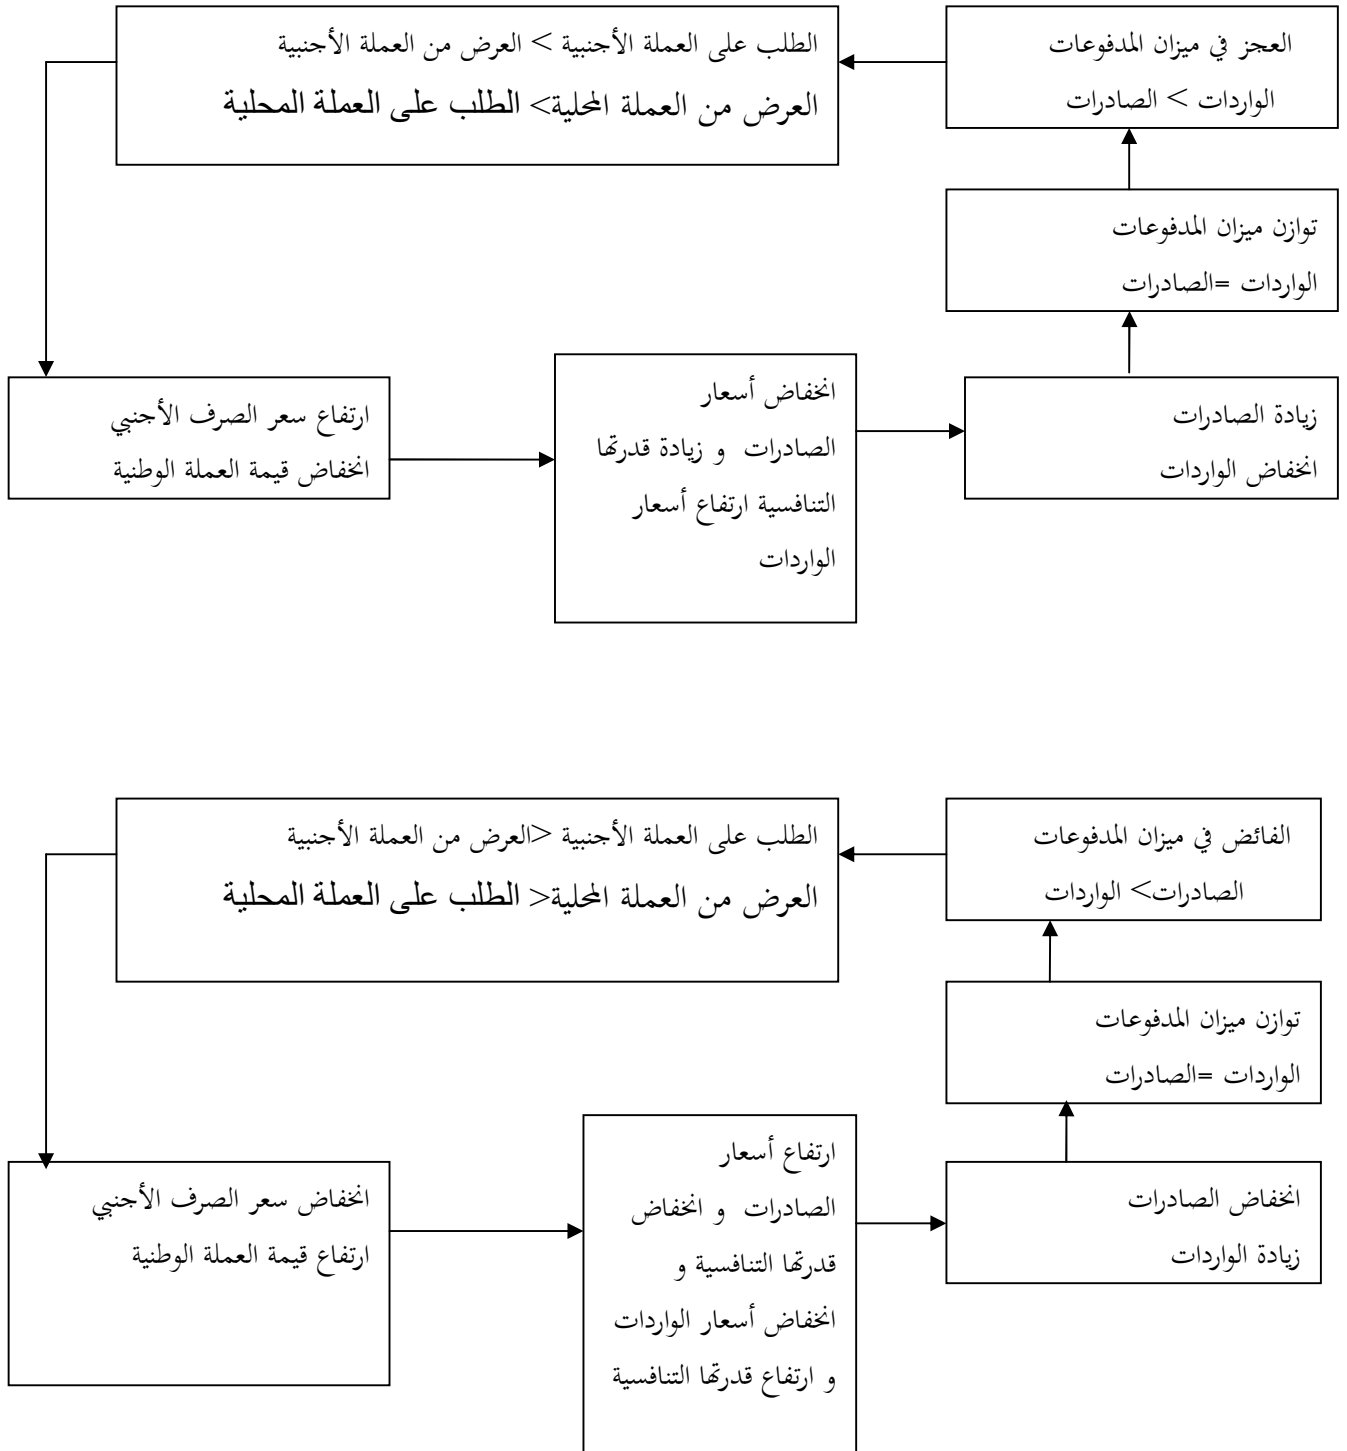 العجز في ميزان المدفوعات
الواردات > الصادرات
الطلب على العملة الأجنبية > العرض من العملة الأجنبية
العرض من العملة المحلية> الطلب على العملة المحلية
توازن ميزان المدفوعات
الواردات =الصادرات
زيادة الصادرات
انخفاض الواردات
انخفاض أسعار
الصادرات و زيادة قدرتها
التنافسية ارتفاع أسعار
الواردات
ارتفاع سعر الصرف الأجنبي
انخفاض قيمة العملة الوطنية
الفائض في ميزان المدفوعات
الصادرات> الواردات
الطلب على العملة الأجنبية <العرض من العملة الأجنبية
العرض من العملة المحلية< الطلب على العملة المحلية
توازن ميزان المدفوعات
الواردات =الصادرات
انخفاض الصادرات
زيادة الواردات
ارتفاع أسعار
الصادرات و انخفاض
قدرتها التنافسية و
انخفاض أسعار الواردات
و ارتفاع قدرتها التنافسية
انخفاض سعر الصرف الأجنبي
ارتفاع قيمة العملة الوطنية